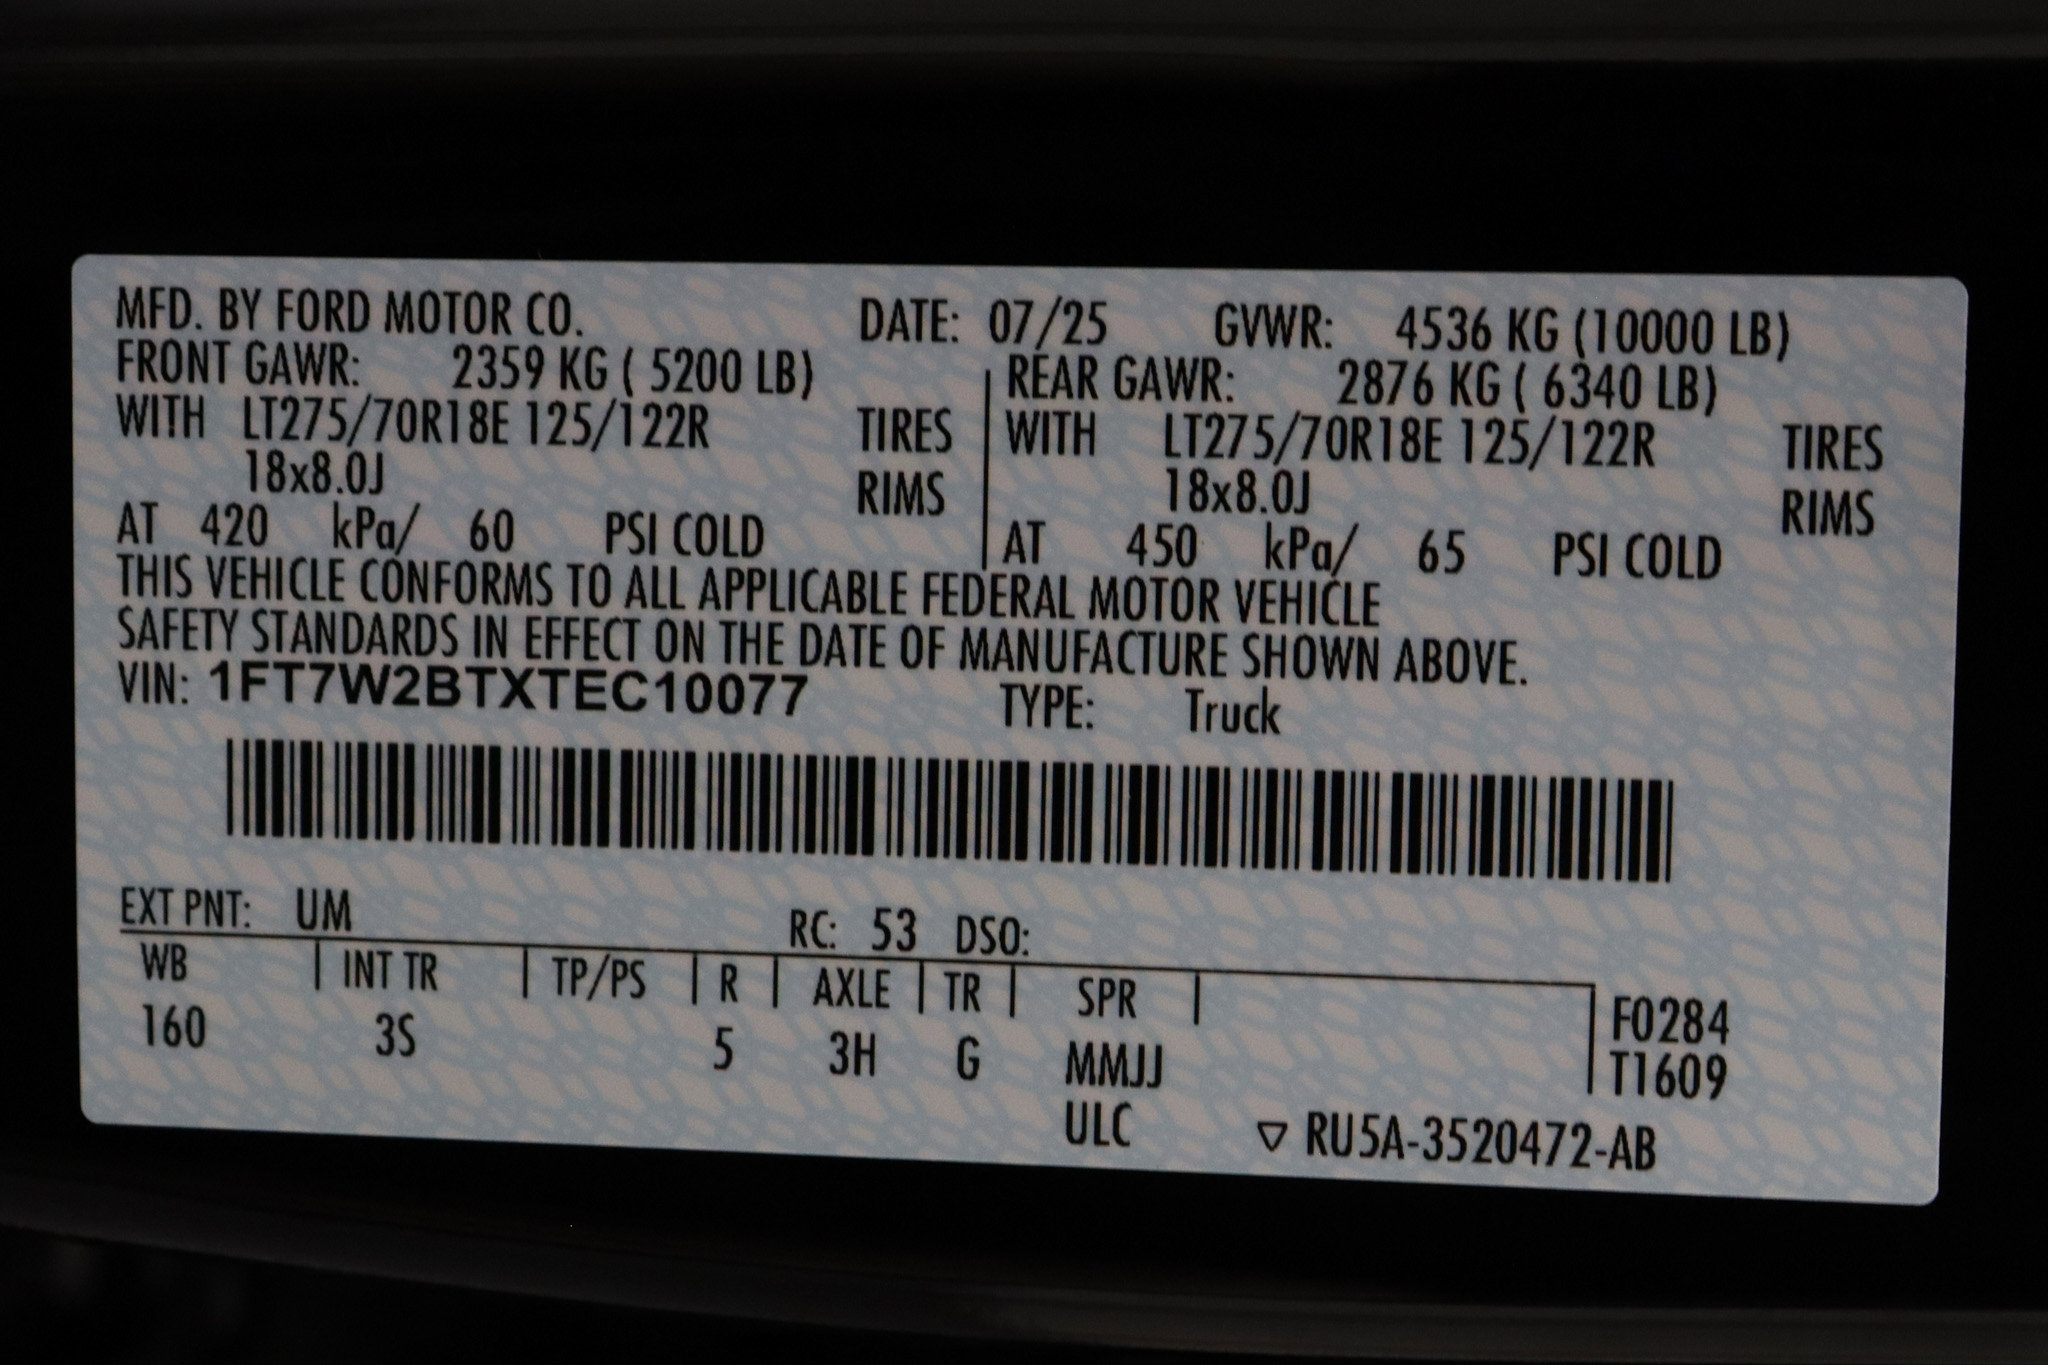 MFD. BY FORD MOTOR CO. DATE: 07/25 GVWR: 4536 KG (10000 LB)
FRONT GAWR: 2359 KG ( 5200 LB) REAR GAWR: 2876 KG ( 6340 LB)
WITH LT275/70R18E 125/122R TIRES WITH LT275/70R18E 125/122R TIRES
18x8.0J RIMS 18x8.0J RIMS
AT 420 kPa/ 60 PSI COLD AT 450 kPa/ 65 PSI COLD
THIS VEHICLE CONFORMS TO ALL APPLICABLE FEDERAL MOTOR VEHICLE
SAFETY STANDARDS IN EFFECT ON THE DATE OF MANUFACTURE SHOWN ABOVE.
VIN: 1FT7W2BTXTEC10077 TYPE: Truck
EXT PNT: UM RC: 53 DSO:
WB INT TR TP/PS R AXLE TR SPR F0284
160 3S 5 3H G MMJJ T1609
ULC ▽ RU5A-3520472-AB